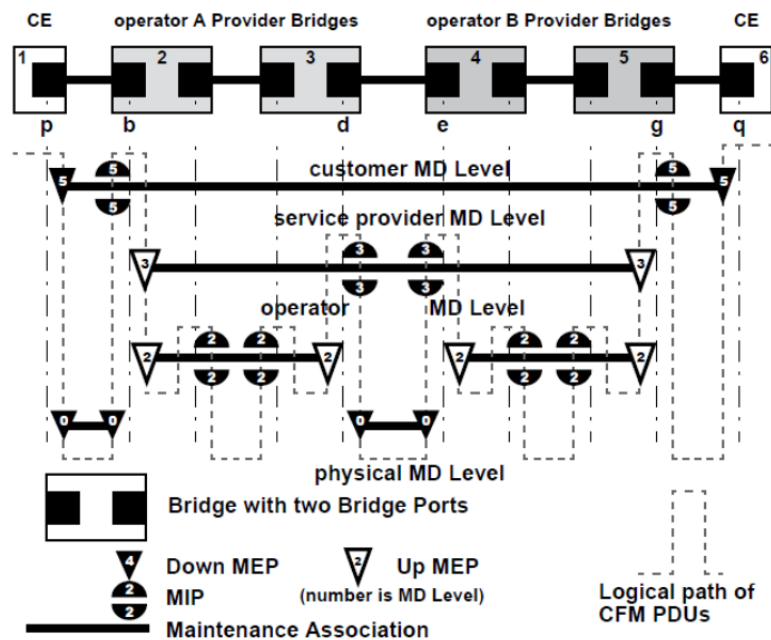 CE operator A Provider Bridges operator B Provider Bridges CE
1 2 3 4 5 6
p b d e g q
5 5 customer MD Level 5 5
5 5
service provider MD Level
3 3 3 3
3 3
operator MD Level
2 2 2 2 2 2 2 2
2 2 2 2
0 0 0 0
physical MD Level
Bridge with two Bridge Ports
4 Down MEP 2 Up MEP
2 MIP (number is MD Level)
2
Logical path of
CFM PDUs
Maintenance Association